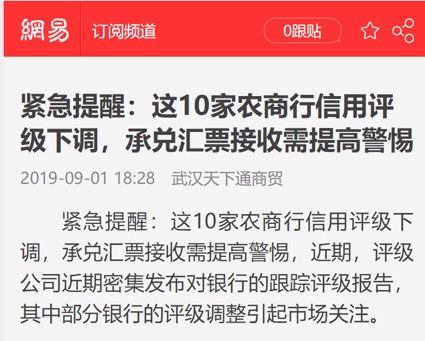 網易 订阅频道 0跟贴
紧急提醒：这10家农商行信用评
级下调，承兑汇票接收需提高警惕
2019-09-01 18:28 武汉天下通商贸
紧急提醒：这10家农商行信用评级下
调，承兑汇票接收需提高警惕，近期，评级
公司近期密集发布对银行的跟踪评级报告，
其中部分银行的评级调整引起市场关注。